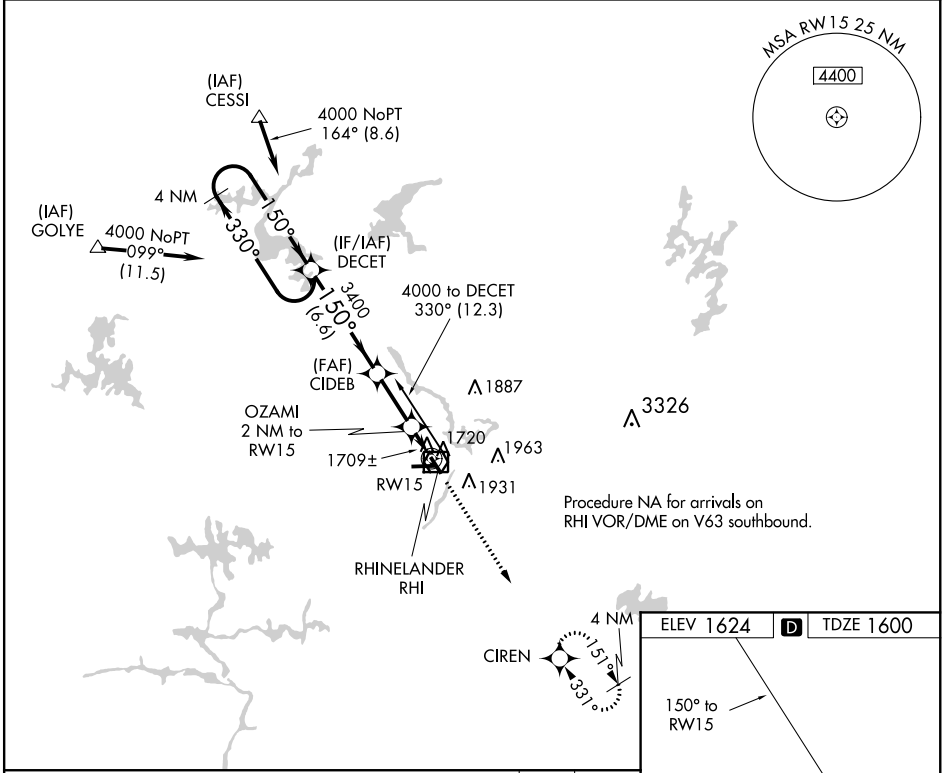 MSA RW15 25 NM
4400
(IAF)
CESSI
4000 NoPT
164° (8.6)
4 NM
150°
330°
(IAF)
GOLYE
4000 NoPT
099°
(11.5)
(IF/IAF)
DECET
3400
150°
(6.6)
4000 to DECET
330° (12.3)
(FAF)
CIDEB
1887
3326
OZAMI
2 NM to
RW15
1720
1709±
1963
RW15
1931
Procedure NA for arrivals on
RHI VOR/DME on V63 southbound.
RHINELANDER
RHI
4 NM
CIREN
151°
331°
ELEV 1624
D
TDZE 1600
150° to
RW15